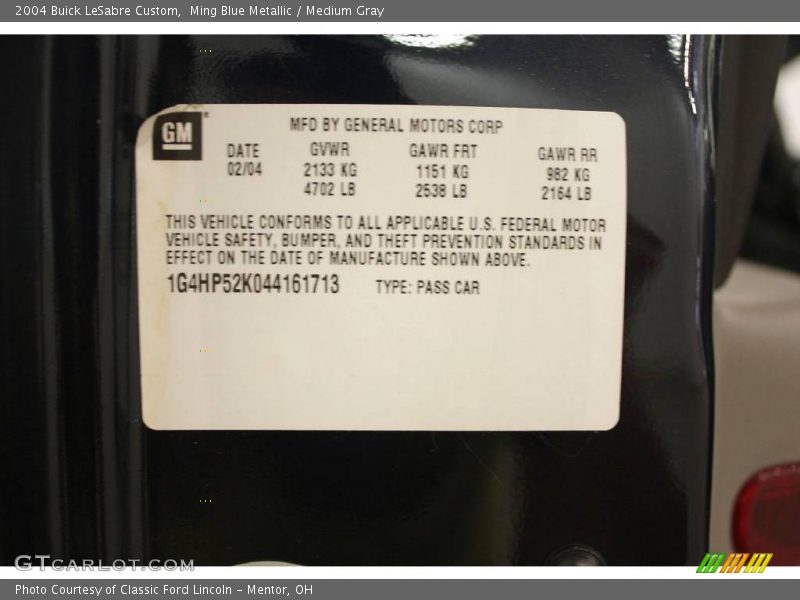 2004 Buick LeSabre Custom, Ming Blue Metallic / Medium Gray
GM
MFD BY GENERAL MOTORS CORP
DATE GVWR GAWR FRT GAWR RR
02/04 2133 KG 1151 KG 982 KG
4702 LB 2538 LB 2164 LB
THIS VEHICLE CONFORMS TO ALL APPLICABLE U.S. FEDERAL MOTOR
VEHICLE SAFETY, BUMPER, AND THEFT PREVENTION STANDARDS IN
EFFECT ON THE DATE OF MANUFACTURE SHOWN ABOVE.
1G4HP52K044161713 TYPE: PASS CAR
GTCARLOT.COM
Photo Courtesy of Classic Ford Lincoln - Mentor, OH